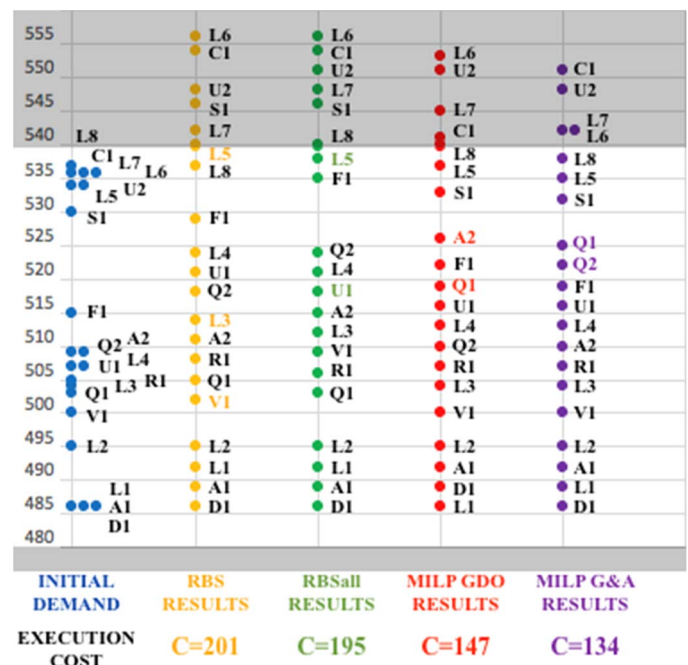 555 L6 L6
C1 C1 L6
550 U2 U2 C1
U2 L7 U2
545 S1 S1 L7
L7 C1 L7
540 L8 L8 L6
L5 L8 L8
C1 L7 L6 L8 L5 L5 L5
535 F1
L5 U2 S1 S1
530 S1 F1
525 A2 Q1
L4 Q2
520 U1 L4 F1 Q2
Q2 U1 Q1 F1
515 F1 A2 U1 U1
L3 L4 L4
510 A2 L3 Q2 A2
Q2 A2 R1 V1 R1 R1
505 U1 L4 Q1 R1 L3 L3
Q1 L3 R1 V1 Q1
500 V1 V1 V1
495 L2 L2 L2 L2 L2
490 L1 L1 A1 A1
L1 A1 A1 D1 L1
485 A1 D1 D1 L1 D1
D1
480
INITIAL RBS RBSall MILP GDO MILP G&A
DEMAND RESULTS RESULTS RESULTS RESULTS
EXECUTION C=201 C=195 C=147 C=134
COST